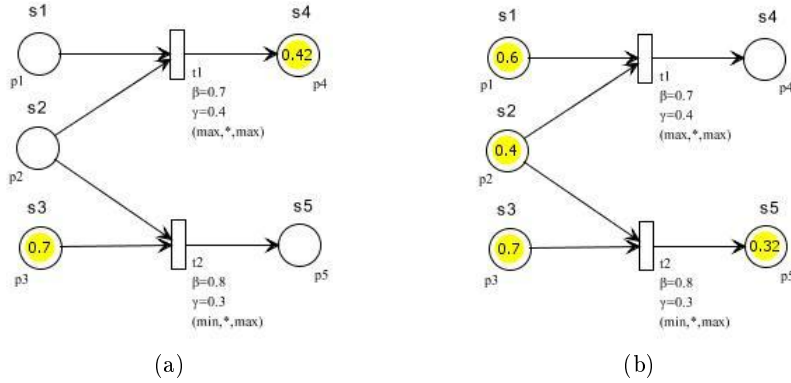 s1
p1
s2
p2
s3
0.7
p3
t1
β=0.7
γ=0.4
(max,*,max)
t2
β=0.8
γ=0.3
(min,*,max)
s4
0.42
p4
s5
p5
(a)
s1
0.6
p1
s2
0.4
p2
s3
0.7
p3
t1
β=0.7
γ=0.4
(max,*,max)
t2
β=0.8
γ=0.3
(min,*,max)
s4
p4
s5
0.32
p5
(b)